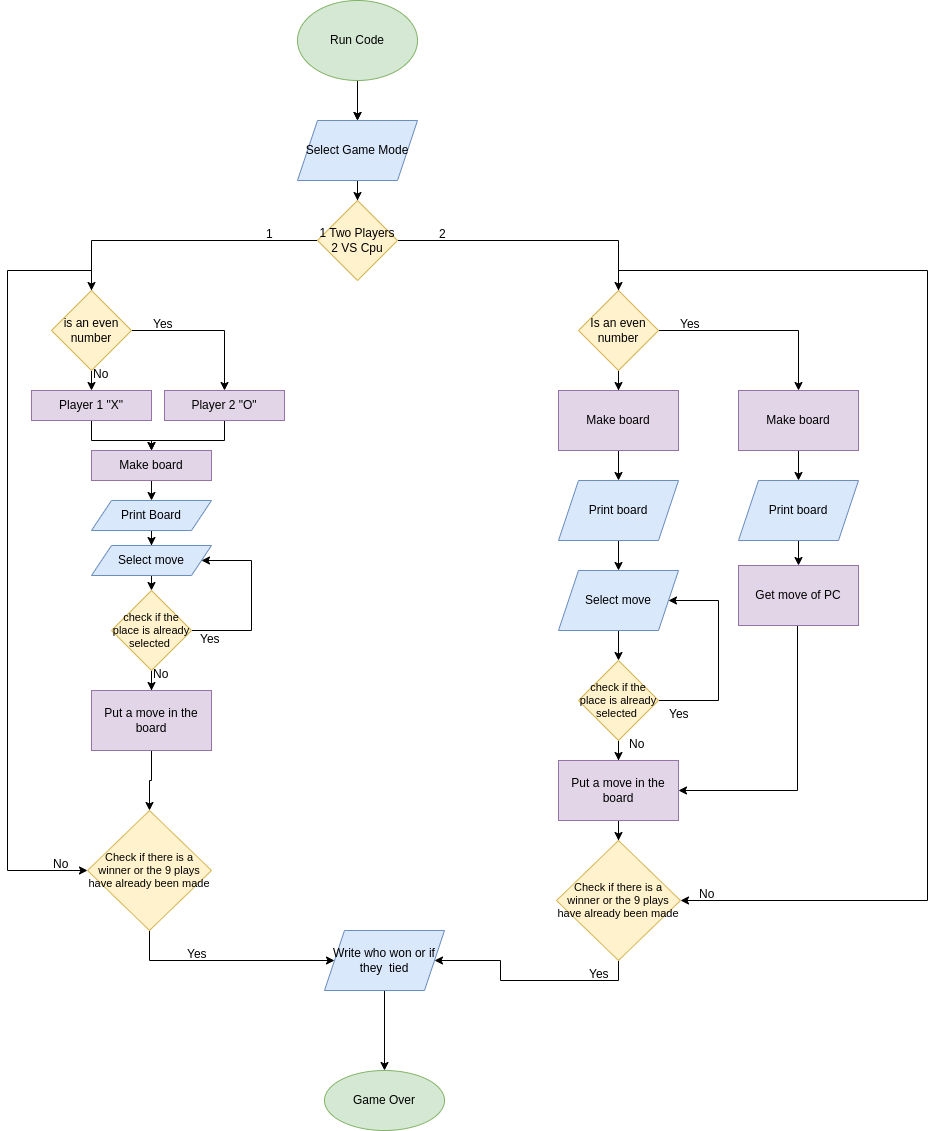 Run Code
Select Game Mode
1 Two Players
2 VS Cpu
1
2
is an even
number
Yes
No
Player 1 "X"
Player 2 "O"
Make board
Print Board
Select move
check if the
place is already
selected
Yes
No
Put a move in the
board
Check if there is a
winner or the 9 plays
have already been made
No
Yes
Is an even
number
Yes
Make board
Make board
Print board
Print board
Select move
Get move of PC
check if the
place is already
selected
Yes
No
Put a move in the
board
Check if there is a
winner or the 9 plays
have already been made
No
Yes
Write who won or if
they tied
Game Over